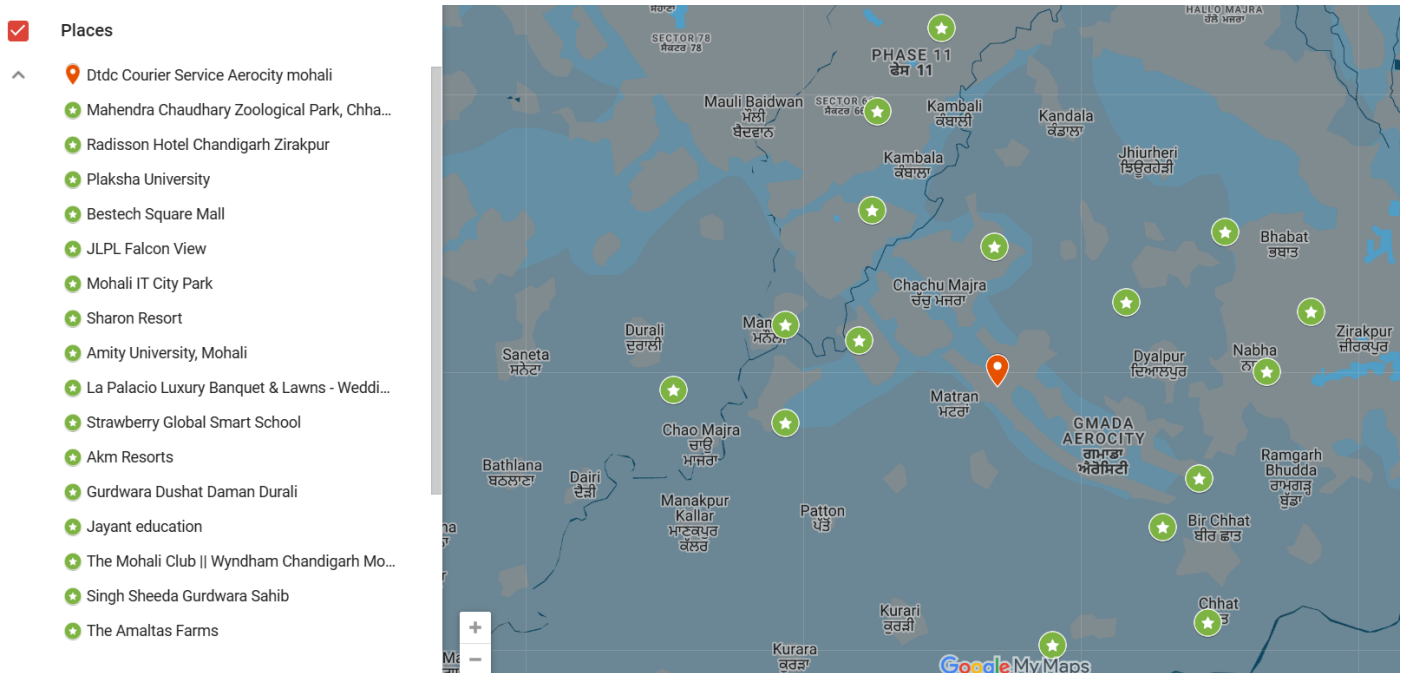 Places
Dtdc Courier Service Aerocity mohali
Mahendra Chaudhary Zoological Park, Chha...
Radisson Hotel Chandigarh Zirakpur
Plaksha University
Bestech Square Mall
JLPL Falcon View
Mohali IT City Park
Sharon Resort
Amity University, Mohali
La Palacio Luxury Banquet & Lawns - Weddi...
Strawberry Global Smart School
Akm Resorts
Gurdwara Dushat Daman Durali
Jayant education
The Mohali Club || Wyndham Chandigarh Mo...
Singh Sheeda Gurdwara Sahib
The Amaltas Farms
HALLO MAJRA
ਹੱਲੋ ਮਜਰਾ
SECTOR 78
ਸੈਕਟਰ 78
PHASE 11
ਫੇਸ 11
Mauli Baidwan
ਮੌਲੀ
ਬੈਦਵਾਨ
SECTOR
ਸੈਕਟਰ
Kambali
ਕੰਬਾਲੀ
Kandala
ਕੰਡਾਲਾ
Kambala
ਕੰਬਾਲਾ
Jhiurheri
ਝਿਊਰਹੇੜੀ
Bhabat
ਭਬਾਤ
Chachu Majra
ਚੱਚੂ ਮਜਰਾ
Durali
ਦੁਰਾਲੀ
Saneta
ਸਨੇਟਾ
Zirakpur
ਜ਼ੀਰਕਪੁਰ
Dyalpur
ਦਿਆਲਪੁਰ
Nabha
Matran
ਮਟਰਾਂ
GMADA
AEROCITY
ਗਮਾਡਾ
ਐਰੋਸਿਟੀ
Chao Majra
ਚਾਉ
ਮਾਜਰਾ
Bathlana
ਬਠਲਾਣਾ
Dairi
ਦੈੜੀ
Ramgarh
Bhudda
ਰਾਮਗੜ੍ਹ
ਬੁੱਡਾ
Manakpur
Kallar
ਮਾਣਕਪੁਰ
ਕੱਲਰ
Patton
ਪੱਤੋਂ
Bir Chhat
ਬੀਰ ਛਾਤ
Kurari
ਕੁਰੜੀ
Chhat
Kurara
ਕੁਰੜਾ
Google My Maps